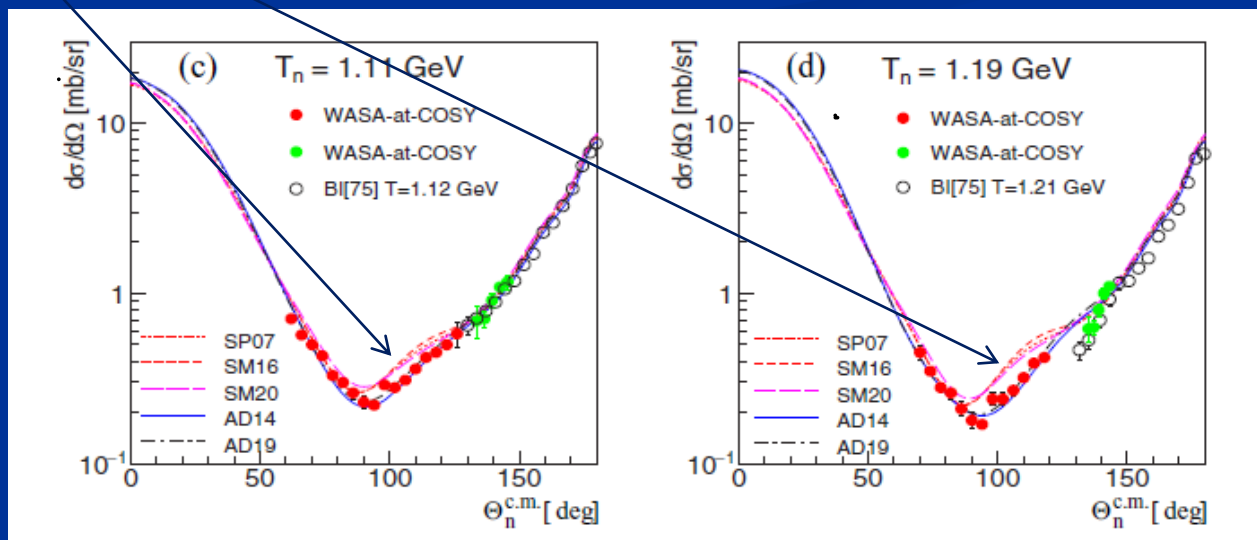 (c) T_n = 1.11 GeV
dσ/dΩ [mb/sr]
WASA-at-COSY
WASA-at-COSY
BI[75] T=1.12 GeV
10
1
10⁻¹
SP07
SM16
SM20
AD14
AD19
0 50 100 150
Θ_n^c.m. [deg]
(d) T_n = 1.19 GeV
dσ/dΩ [mb/sr]
WASA-at-COSY
WASA-at-COSY
BI[75] T=1.21 GeV
10
1
10⁻¹
SP07
SM16
SM20
AD14
AD19
0 50 100 150
Θ_n^c.m. [deg]